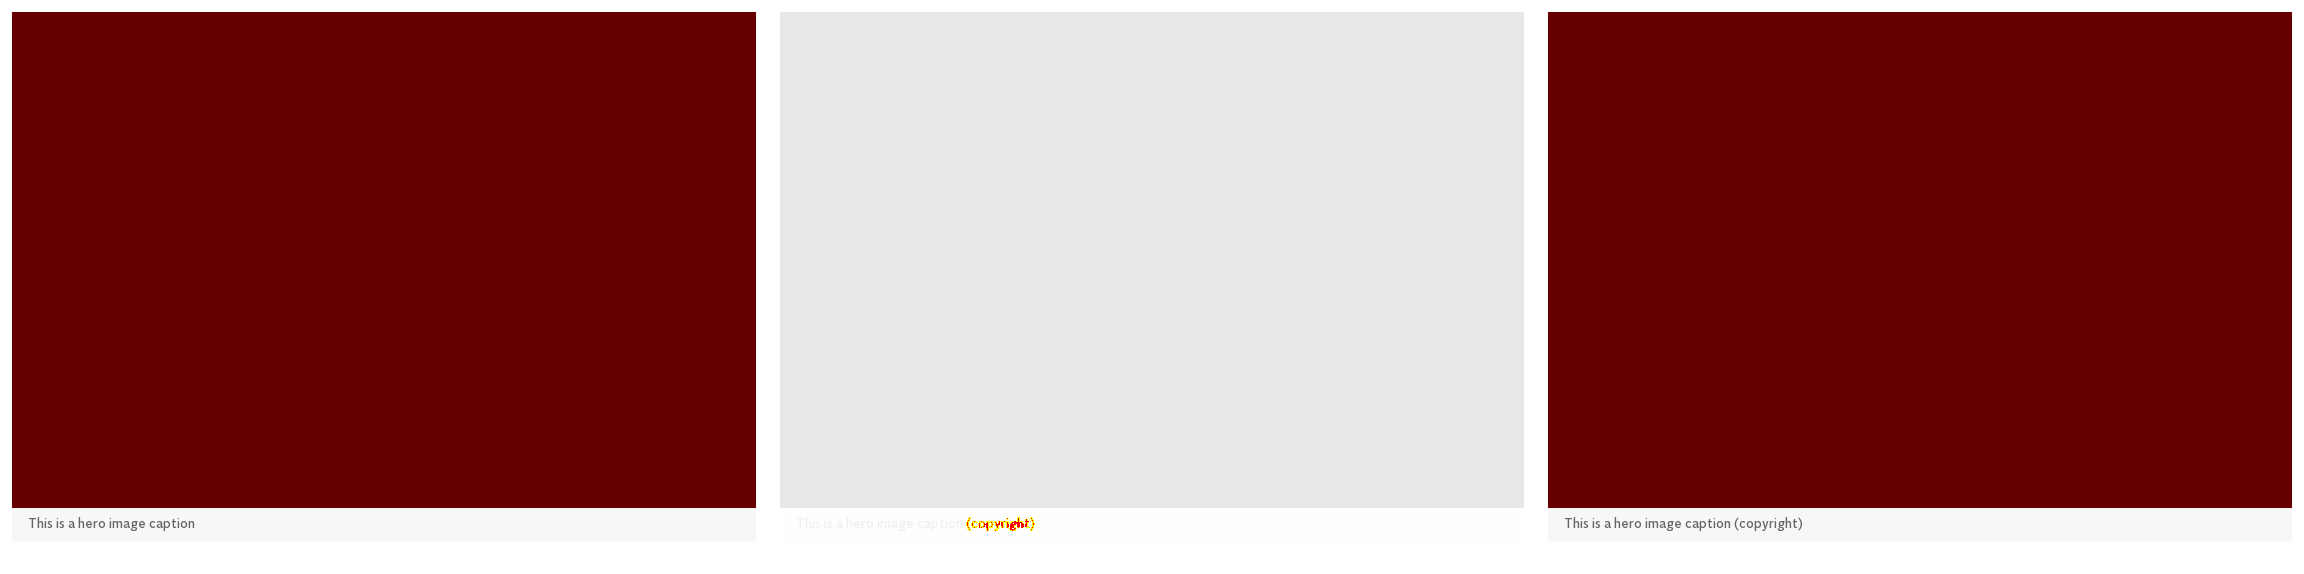 This is a hero image caption
This is a hero image caption (copyright)
This is a hero image caption (copyright)